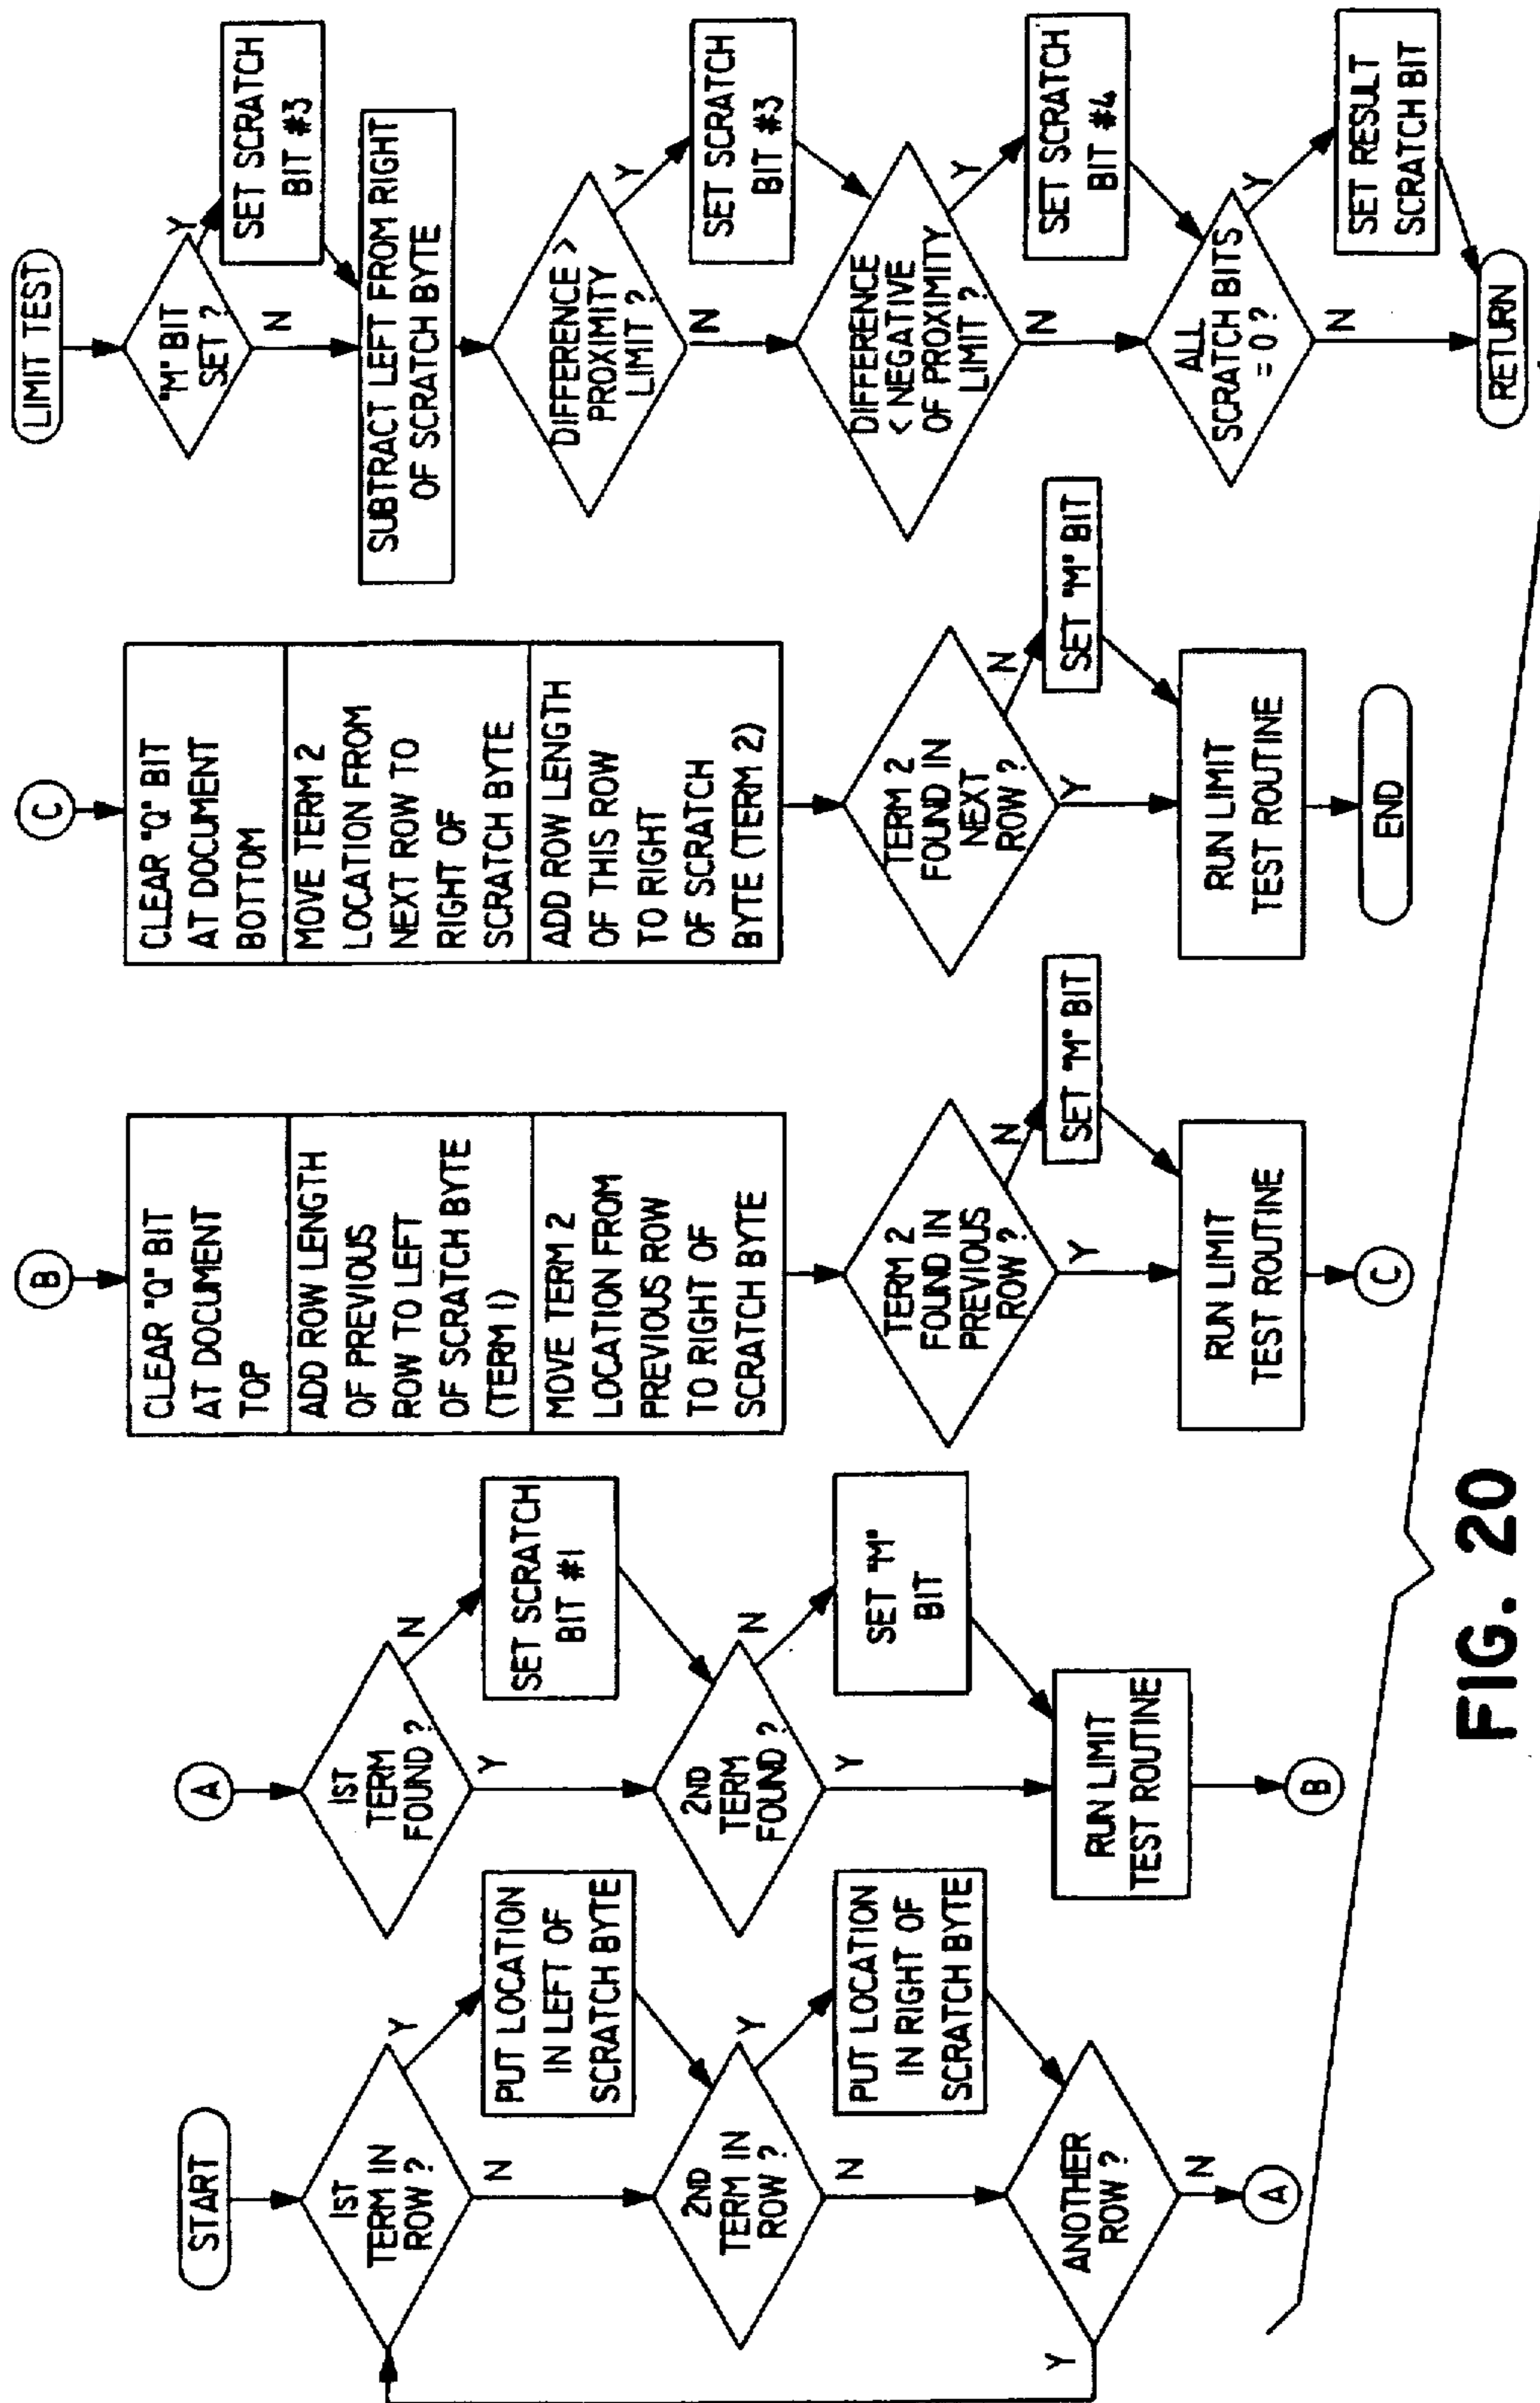 START
1ST
TERM IN
ROW ?
Y
PUT LOCATION
IN LEFT OF
SCRATCH BYTE
N
2ND
TERM IN
ROW ?
Y
PUT LOCATION
IN RIGHT OF
SCRATCH BYTE
N
ANOTHER
ROW ?
Y
N
A
A
1ST
TERM
FOUND ?
N
SET SCRATCH
BIT #1
Y
2ND
TERM
FOUND ?
N
SET "M"
BIT
Y
RUN LIMIT
TEST ROUTINE
B
B
CLEAR "Q" BIT
AT DOCUMENT
TOP
ADD ROW LENGTH
OF PREVIOUS
ROW TO LEFT
OF SCRATCH BYTE
(TERM 1)
MOVE TERM 2
LOCATION FROM
PREVIOUS ROW
TO RIGHT OF
SCRATCH BYTE
TERM 2
FOUND IN
PREVIOUS
ROW ?
N
SET "M" BIT
Y
RUN LIMIT
TEST ROUTINE
C
C
CLEAR "Q" BIT
AT DOCUMENT
BOTTOM
MOVE TERM 2
LOCATION FROM
NEXT ROW TO
RIGHT OF
SCRATCH BYTE
ADD ROW LENGTH
OF THIS ROW
TO RIGHT
OF SCRATCH
BYTE (TERM 2)
TERM 2
FOUND IN
NEXT
ROW ?
N
SET "M" BIT
Y
RUN LIMIT
TEST ROUTINE
END
LIMIT TEST
"M" BIT
SET ?
Y
SET SCRATCH
BIT #3
N
SUBTRACT LEFT FROM RIGHT
OF SCRATCH BYTE
DIFFERENCE >
PROXIMITY
LIMIT ?
Y
SET SCRATCH
BIT #3
N
DIFFERENCE
< NEGATIVE
OF PROXIMITY
LIMIT ?
Y
SET SCRATCH
BIT #4
N
ALL
SCRATCH BITS
= 0 ?
Y
SET RESULT
SCRATCH BIT
N
RETURN
FIG. 20